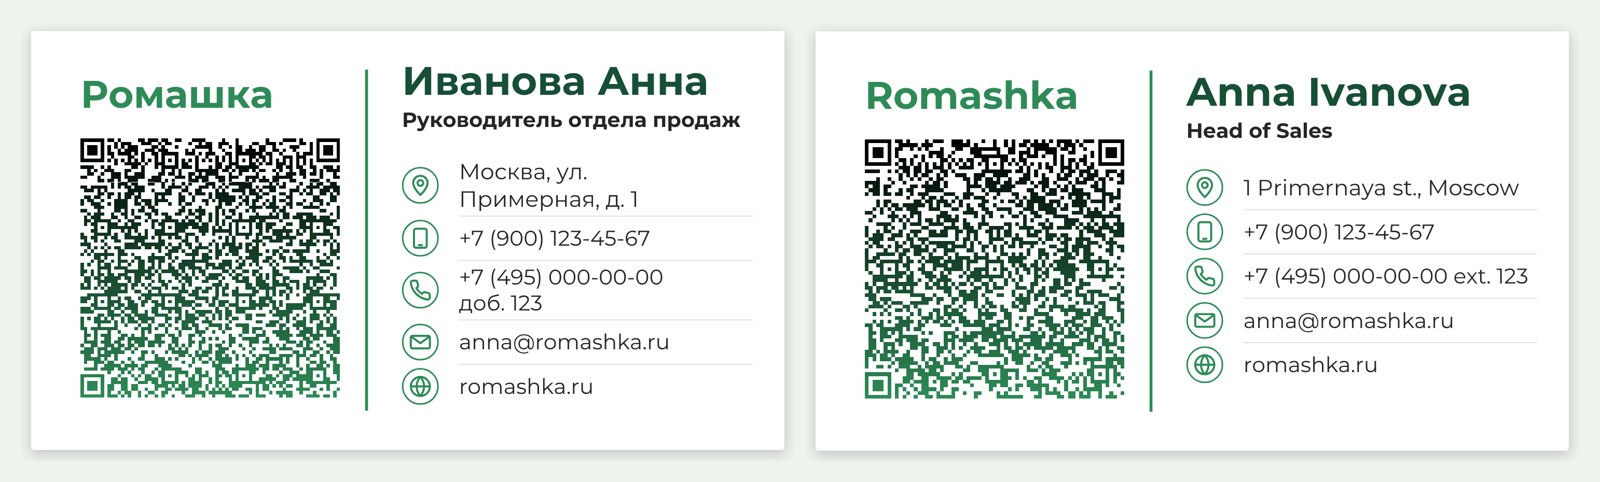 Ромашка
Иванова Анна
Руководитель отдела продаж
Москва, ул.
Примерная, д. 1
+7 (900) 123-45-67
+7 (495) 000-00-00
доб. 123
anna@romashka.ru
romashka.ru
Romashka
Anna Ivanova
Head of Sales
1 Primernaya st., Moscow
+7 (900) 123-45-67
+7 (495) 000-00-00 ext. 123
anna@romashka.ru
romashka.ru